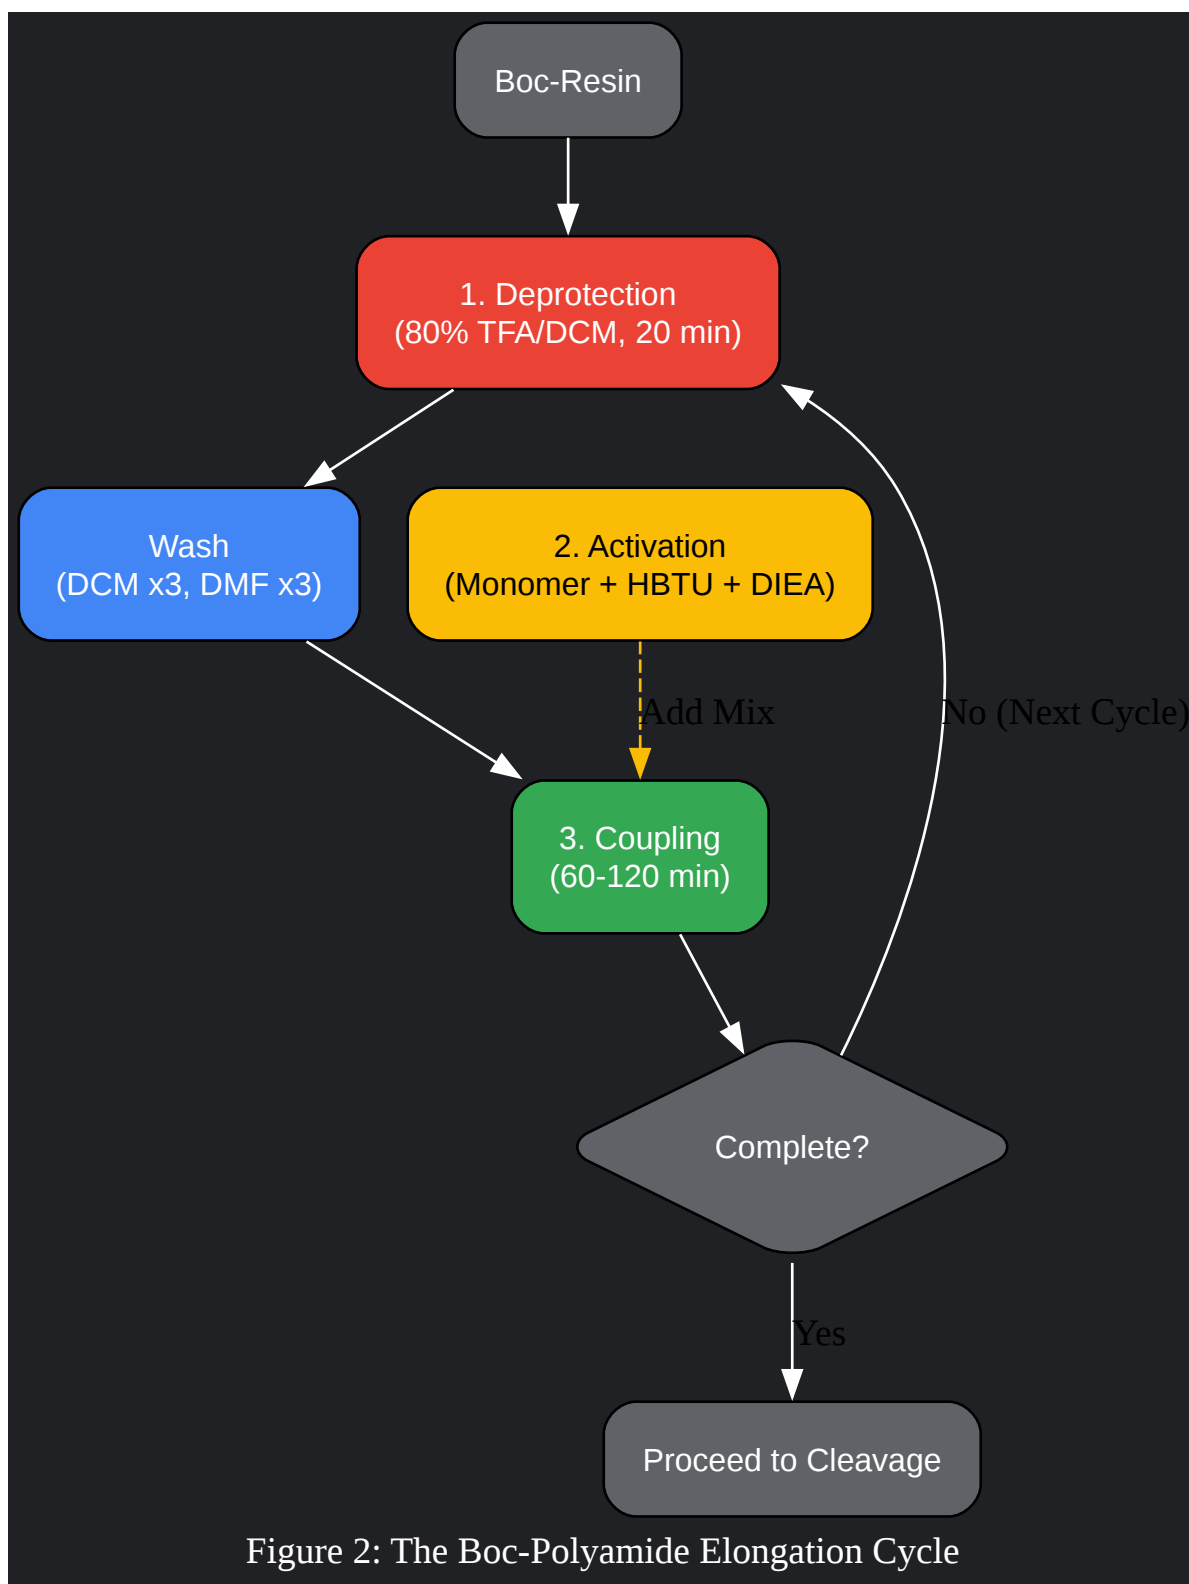 Boc-Resin
1. Deprotection
(80% TFA/DCM, 20 min)
Wash
(DCM x3, DMF x3)
2. Activation
(Monomer + HBTU + DIEA)
Add Mix
No (Next Cycle)
3. Coupling
(60-120 min)
Complete?
Yes
Proceed to Cleavage
Figure 2: The Boc-Polyamide Elongation Cycle